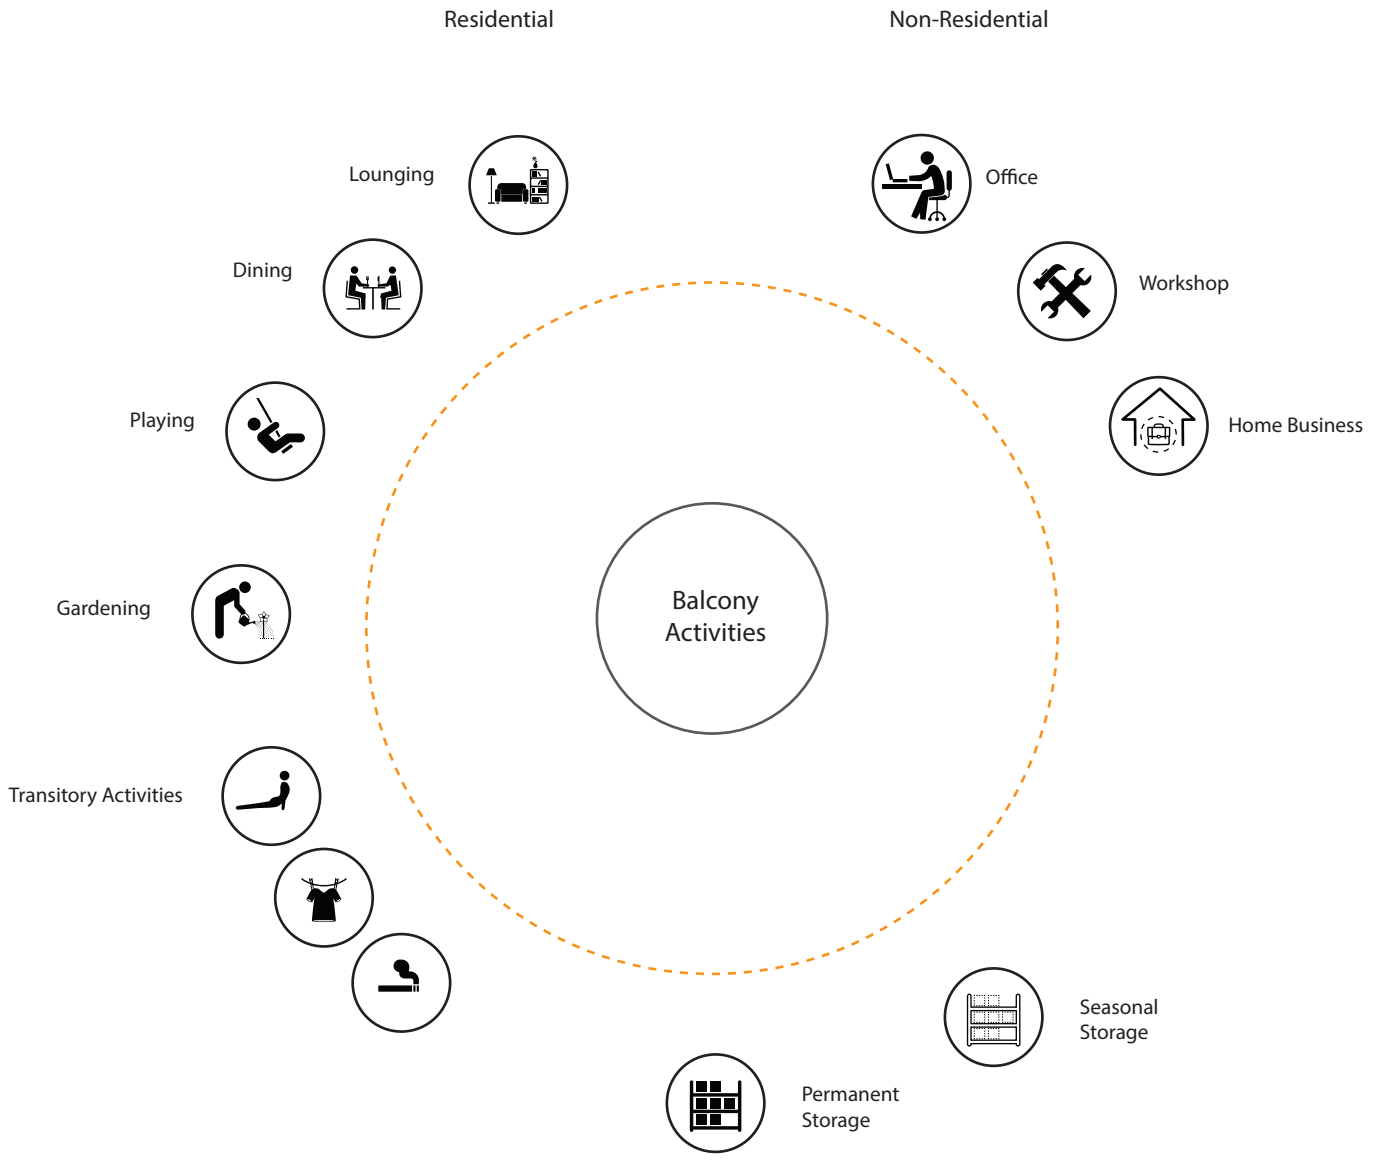 Residential
Non-Residential
Lounging
Office
Dining
Workshop
Playing
Home Business
Balcony
Activities
Gardening
Transitory Activities
Seasonal
Storage
Permanent
Storage